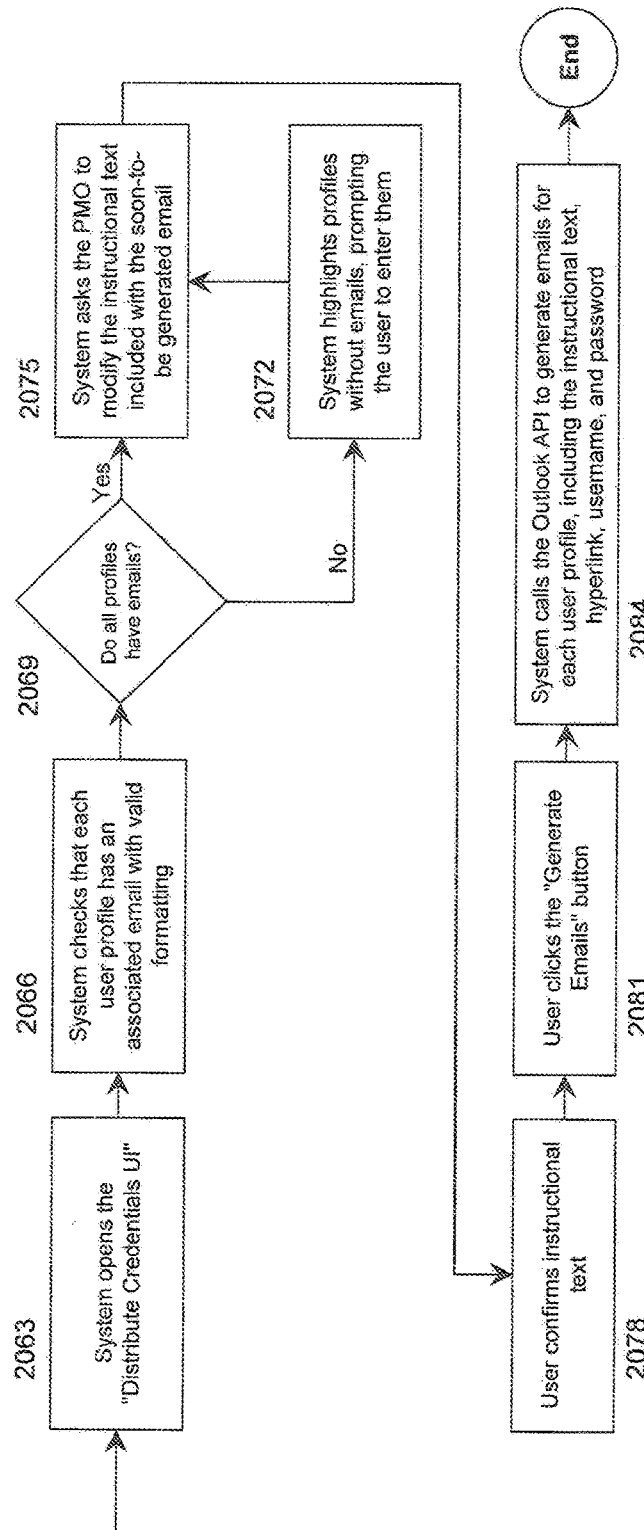 2063
System opens the
"Distribute Credentials UI"
2066
System checks that each
user profile has an
associated email with valid
formatting
2069
Do all profiles
have emails?
Yes
No
2075
System asks the PMO to
modify the instructional text
included with the soon-to-
be generated email
2072
System highlights profiles
without emails, prompting
the user to enter them
User confirms instructional
text
2078
User clicks the "Generate
Emails" button
2081
System calls the Outlook API to generate emails for
each user profile, including the instructional text,
hyperlink, username, and password
2084
End